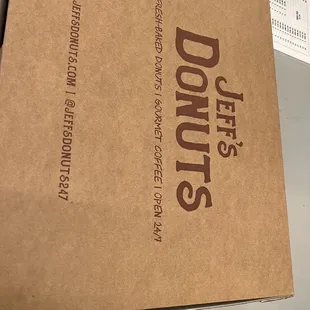 JEFF'S
DONUTS
FRESH-BAKED DONUTS | GOURMET COFFEE | OPEN 24/7
JEFFSDONUTS.COM | @JEFFSDONUTS247